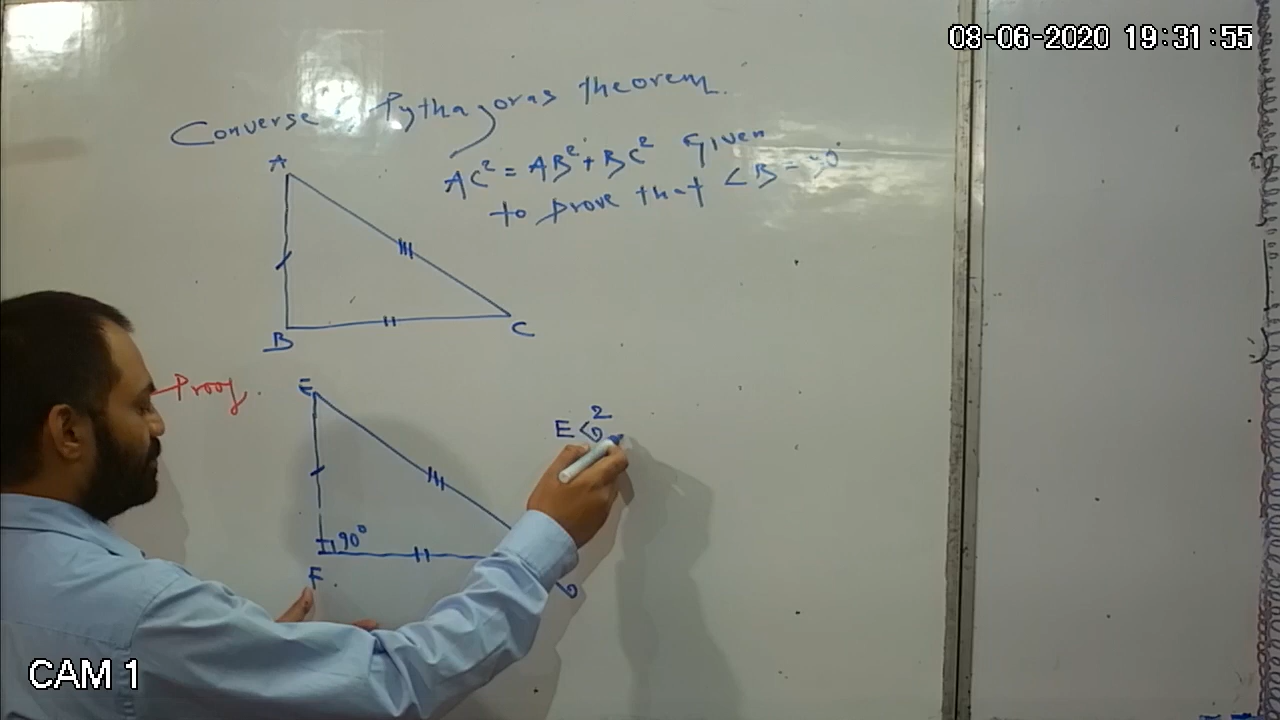 08-06-2020 19:31:55
Converse : Pythagoras theorem.
A
AC² = AB² + BC² given
to prove that ∠B = 90°
B
C
Proof.
E
90°
F
CAM 1